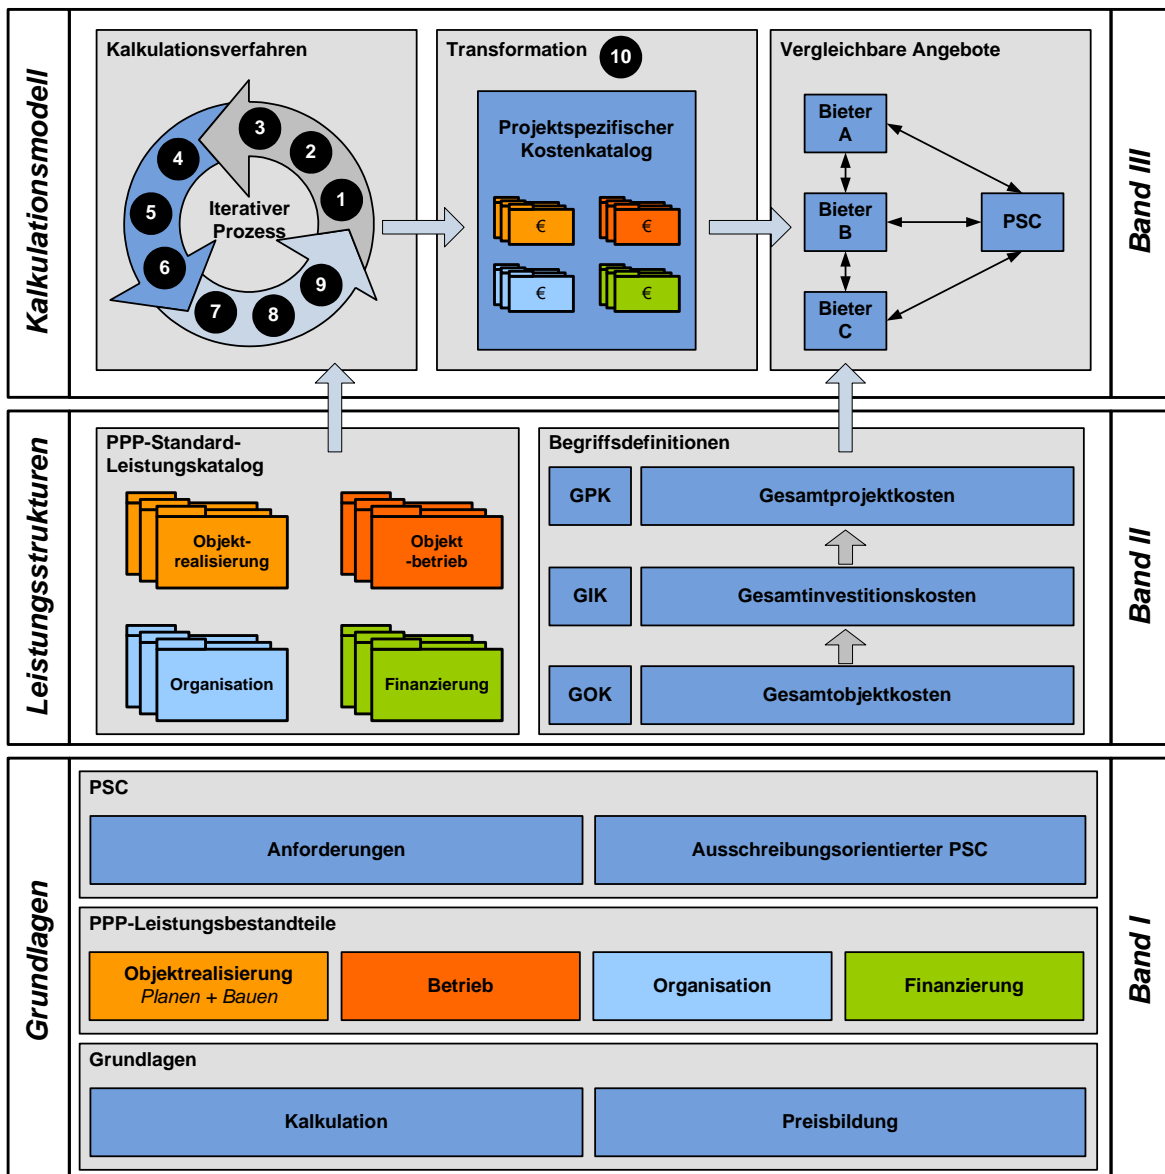 Kalkulationsmodell
Kalkulationsverfahren
3
2
4
1
5
Iterativer
Prozess
6
9
7
8
Transformation
10
Projektspezifischer
Kostenkatalog
€
€
€
€
Vergleichbare Angebote
Bieter
A
Bieter
B
PSC
Bieter
C
Band III
Leistungsstrukturen
PPP-Standard-
Leistungskatalog
Objekt-
realisierung
Objekt
-betrieb
Organisation
Finanzierung
Begriffsdefinitionen
GPK
Gesamtprojektkosten
GIK
Gesamtinvestitionskosten
GOK
Gesamtobjektkosten
Band II
Grundlagen
PSC
Anforderungen
Ausschreibungsorientierter PSC
PPP-Leistungsbestandteile
Objektrealisierung
Planen + Bauen
Betrieb
Organisation
Finanzierung
Grundlagen
Kalkulation
Preisbildung
Band I